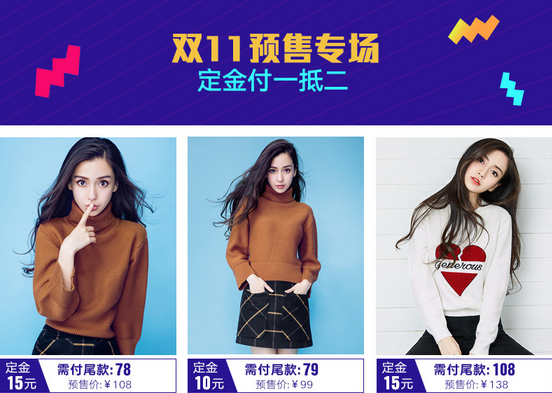 双11预售专场
定金付一抵二
Generous
定金
15元
需付尾款:78
预售价:¥108
定金
10元
需付尾款:79
预售价:¥99
定金
15元
需付尾款:108
预售价:¥138